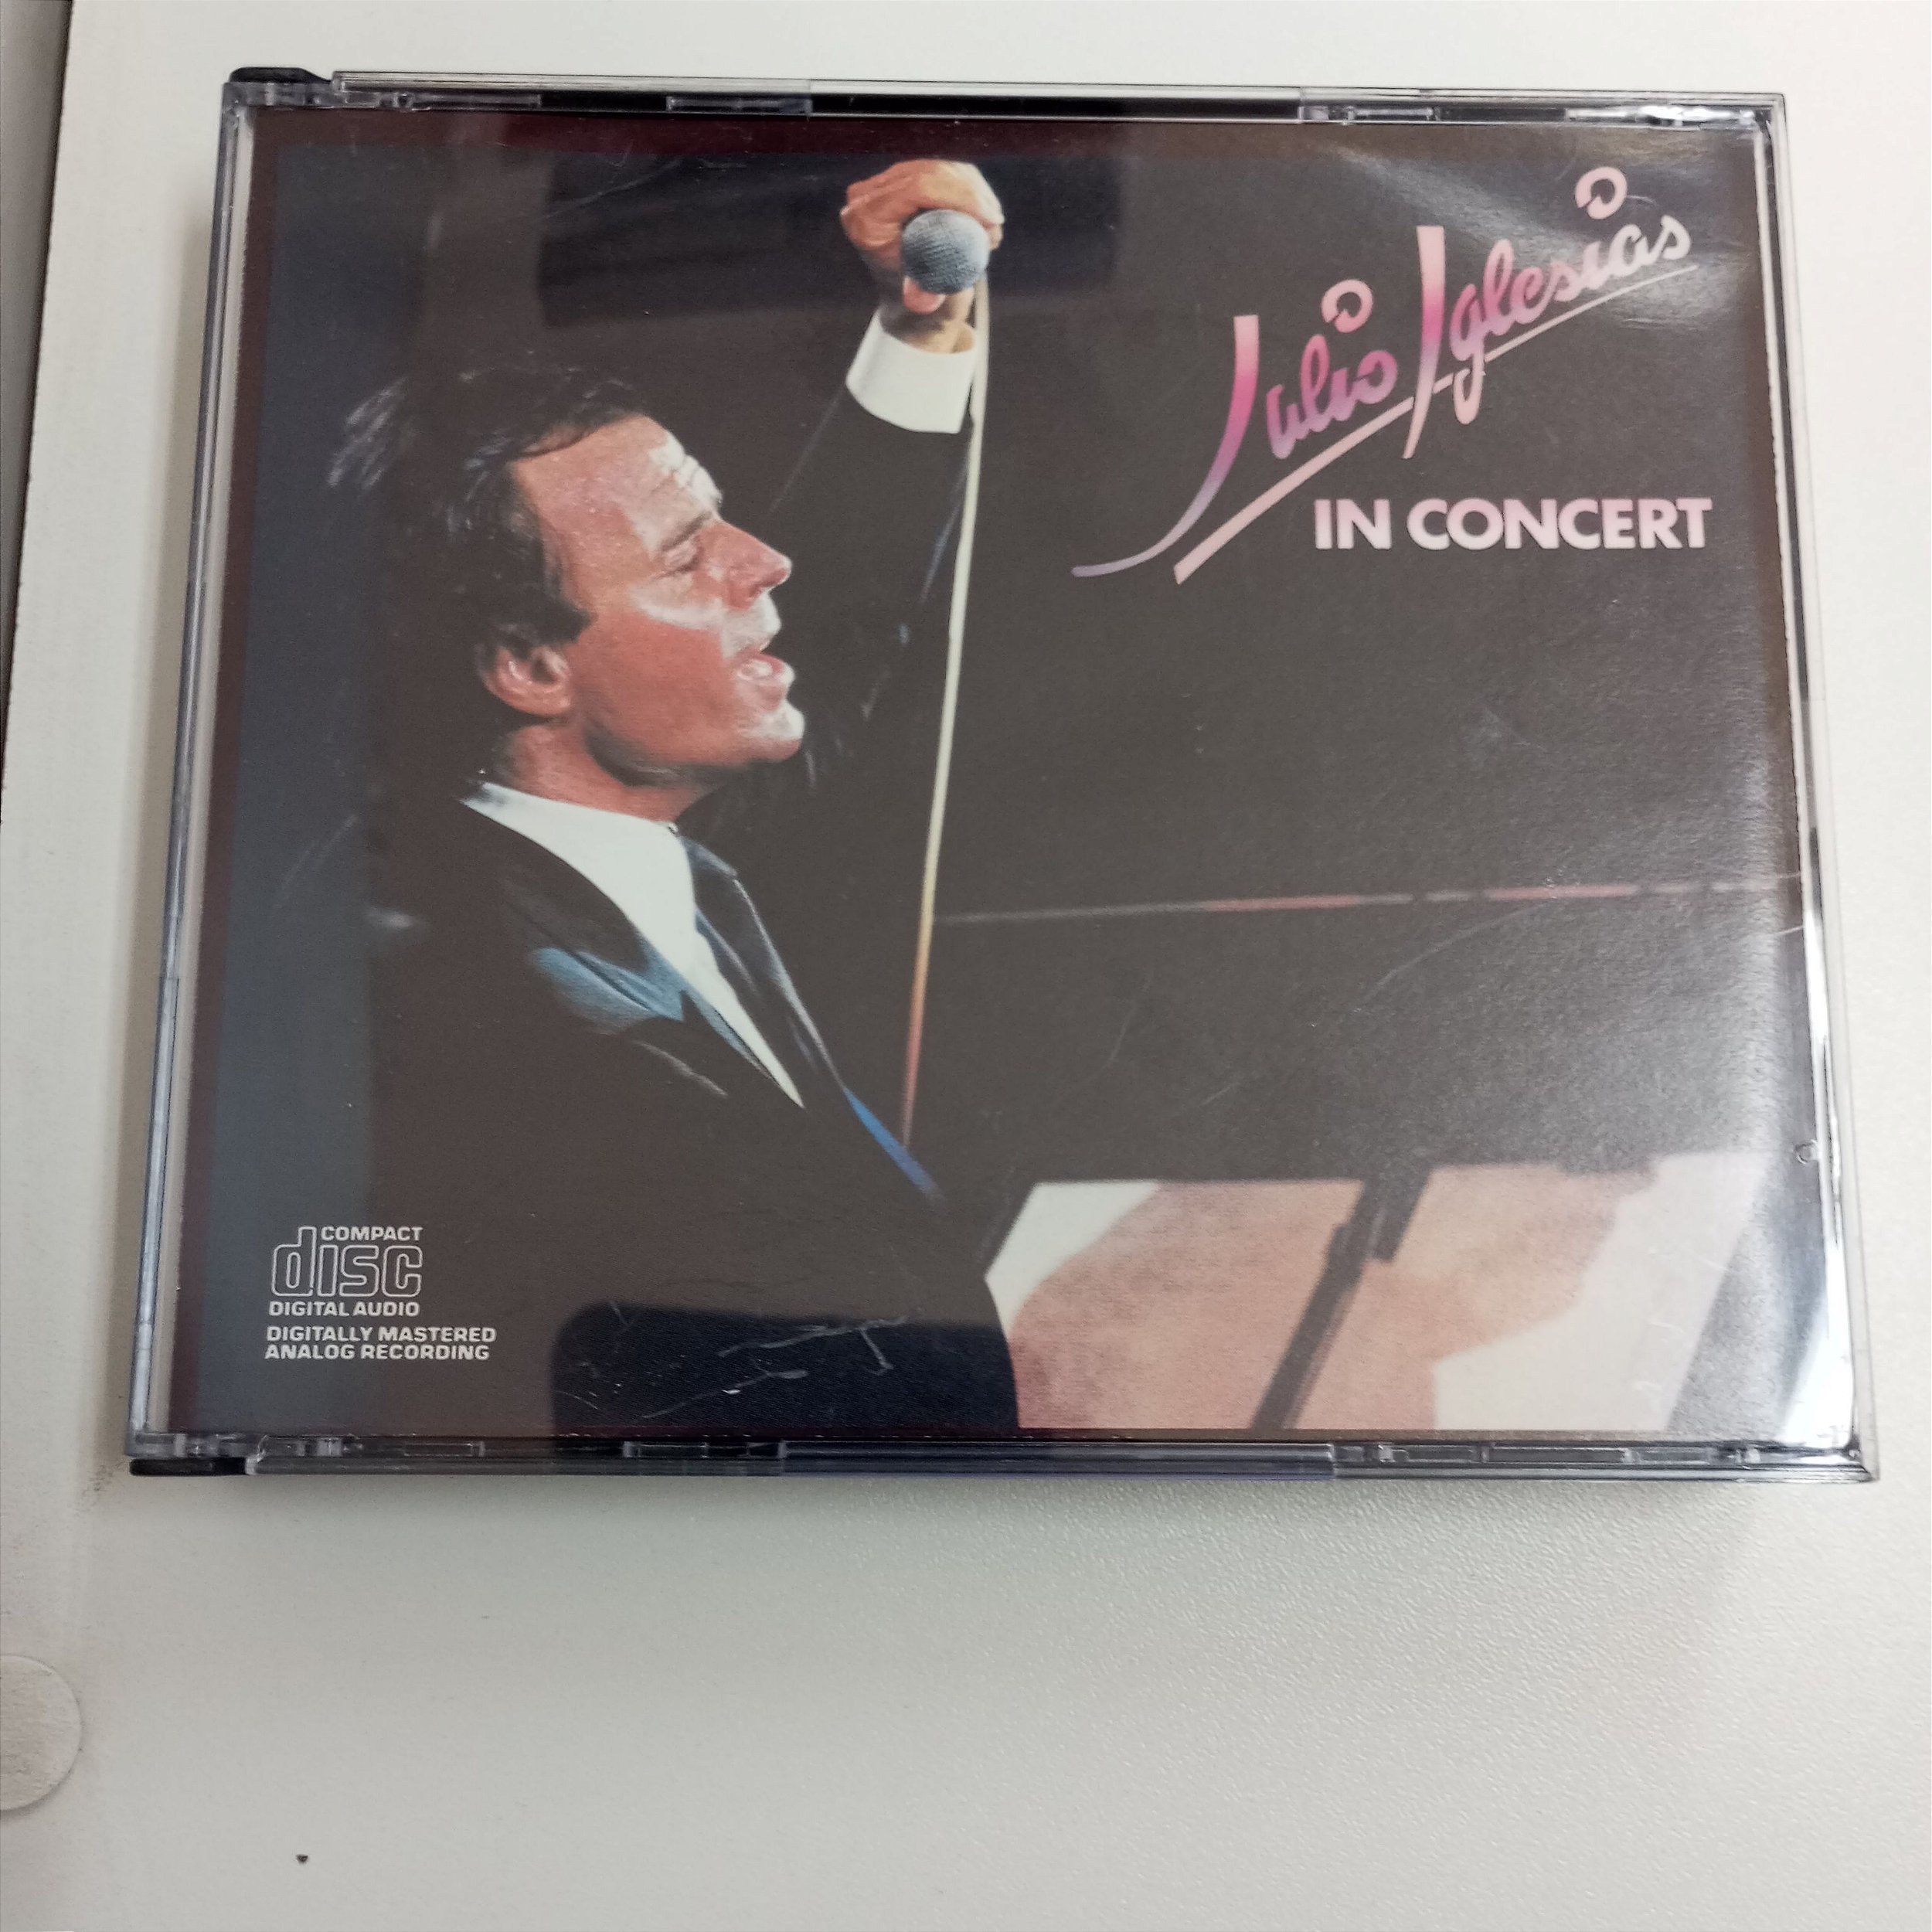 Julio Iglesias
IN CONCERT
COMPACT
disc
DIGITAL AUDIO
DIGITALLY MASTERED
ANALOG RECORDING